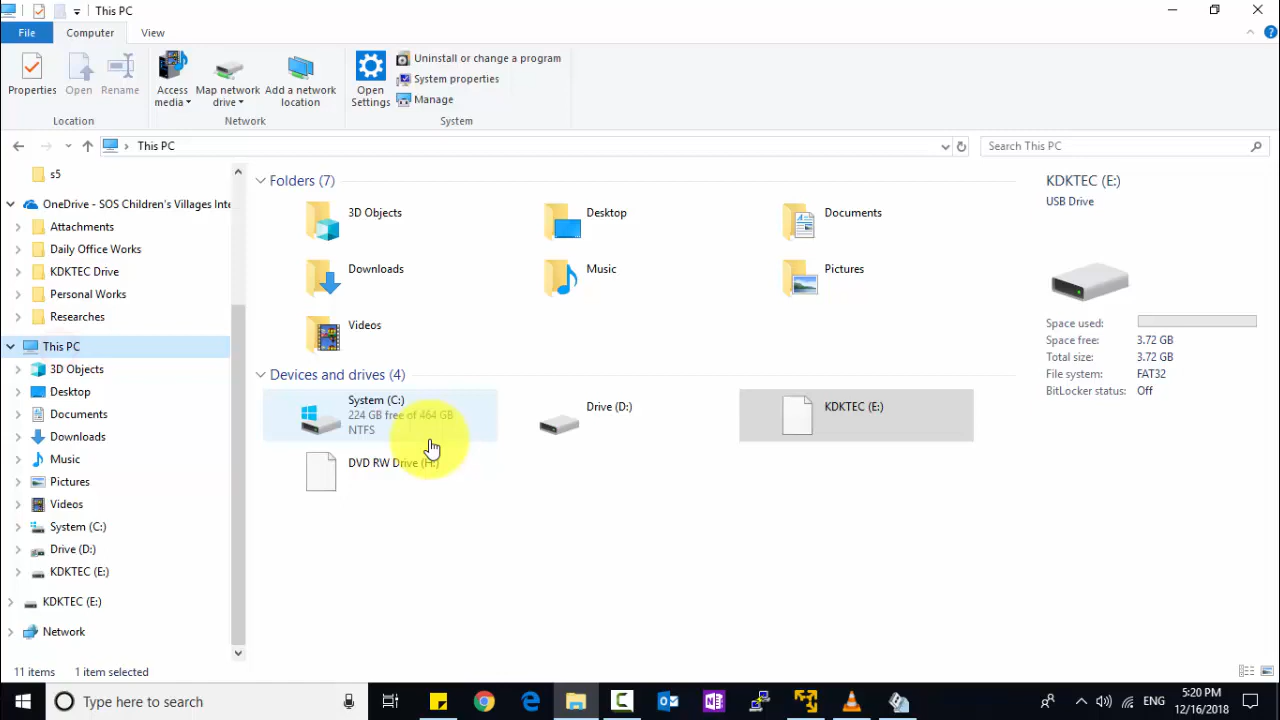 This PC
File
Computer
View
Properties
Open
Rename
Access media
Map network drive
Add a network location
Open Settings
Uninstall or change a program
System properties
Manage
Location
Network
System
This PC
Search This PC
s5
OneDrive - SOS Children's Villages Inte
Attachments
Daily Office Works
KDKTEC Drive
Personal Works
Researches
This PC
3D Objects
Desktop
Documents
Downloads
Music
Pictures
Videos
System (C:)
Drive (D:)
KDKTEC (E:)
KDKTEC (E:)
Network
Folders (7)
3D Objects
Desktop
Documents
Downloads
Music
Pictures
Videos
Devices and drives (4)
System (C:)
224 GB free of 464 GB
NTFS
Drive (D:)
KDKTEC (E:)
DVD RW Drive (H:)
KDKTEC (E:)
USB Drive
Space used:
Space free: 3.72 GB
Total size: 3.72 GB
File system: FAT32
BitLocker status: Off
11 items 1 item selected
Type here to search
ENG
5:20 PM
12/16/2018